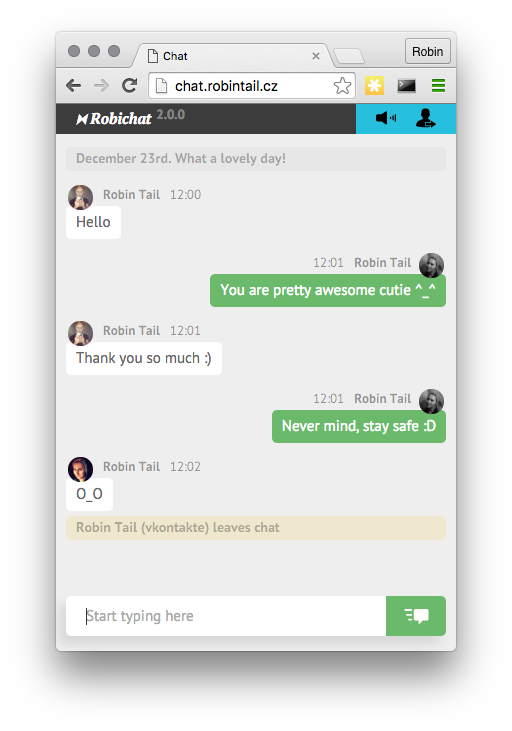 Chat
Robin
chat.robintail.cz
Robichat 2.0.0
December 23rd. What a lovely day!
Robin Tail 12:00
Hello
12:01 Robin Tail
You are pretty awesome cutie ^_^
Robin Tail 12:01
Thank you so much :)
12:01 Robin Tail
Never mind, stay safe :D
Robin Tail 12:02
O_O
Robin Tail (vkontakte) leaves chat
Start typing here